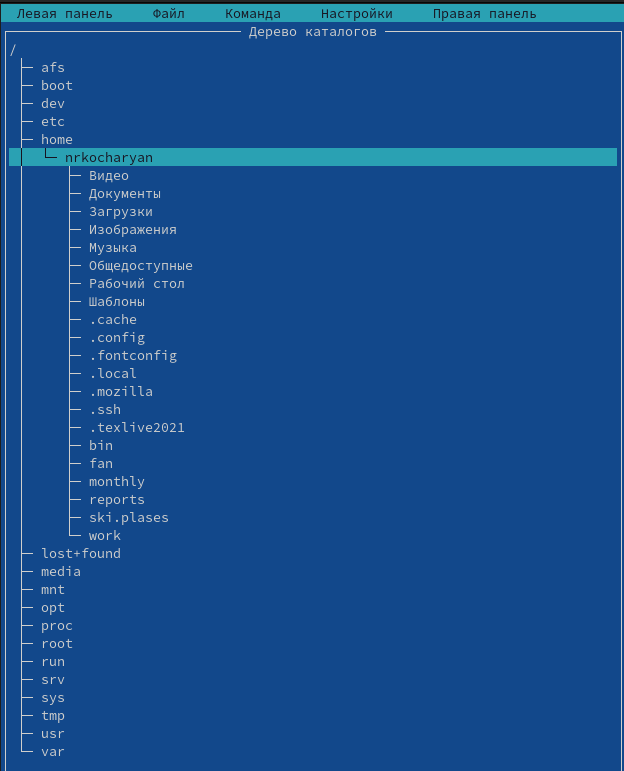 Левая панель Файл Команда Настройки Правая панель
Дерево каталогов
/
afs
boot
dev
etc
home
nrkocharyan
Видео
Документы
Загрузки
Изображения
Музыка
Общедоступные
Рабочий стол
Шаблоны
.cache
.config
.fontconfig
.local
.mozilla
.ssh
.texlive2021
bin
fan
monthly
reports
ski.plases
work
lost+found
media
mnt
opt
proc
root
run
srv
sys
tmp
usr
var